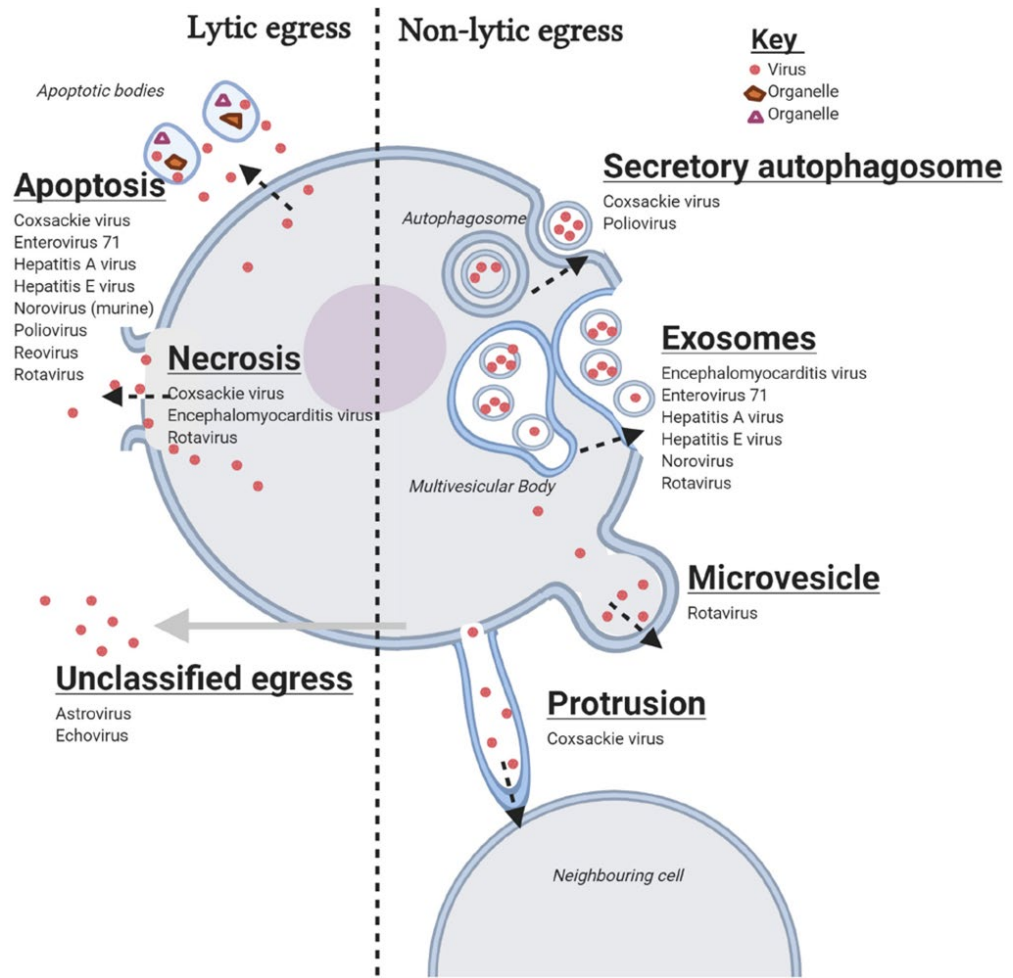 Lytic egress
Non-lytic egress
Key
Virus
Organelle
Organelle
Apoptotic bodies
Apoptosis
Coxsackie virus
Enterovirus 71
Hepatitis A virus
Hepatitis E virus
Norovirus (murine)
Poliovirus
Reovirus
Rotavirus
Necrosis
Coxsackie virus
Encephalomyocarditis virus
Rotavirus
Unclassified egress
Astrovirus
Echovirus
Autophagosome
Secretory autophagosome
Coxsackie virus
Poliovirus
Exosomes
Encephalomyocarditis virus
Enterovirus 71
Hepatitis A virus
Hepatitis E virus
Norovirus
Rotavirus
Multivesicular Body
Microvesicle
Rotavirus
Protrusion
Coxsackie virus
Neighbouring cell